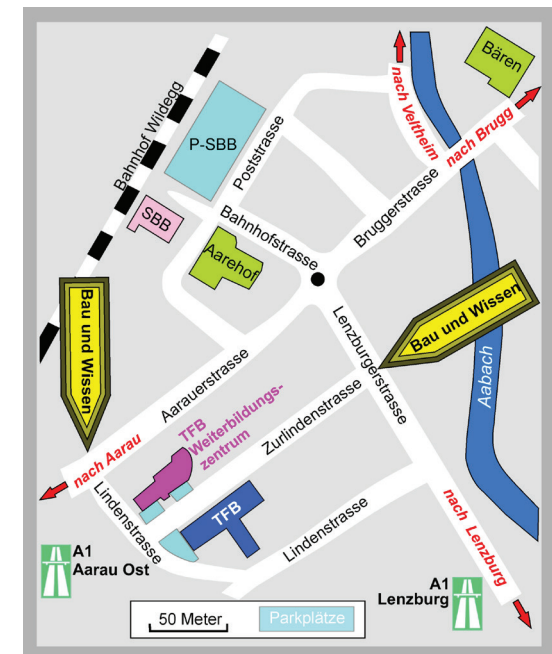 Bären
nach Veltheim
nach Brugg
Bahnhof Wildegg
P-SBB
Poststrasse
SBB
Bahnhofstrasse
Bruggerstrasse
Aarehof
Bau und Wissen
Bau und Wissen
Aabach
Aarauerstrasse
Lenzburgerstrasse
TFB
Weiterbildungs-
zentrum
Zurlindenstrasse
nach Aarau
Lindenstrasse
TFB
Lindenstrasse
nach Lenzburg
A1
Aarau Ost
A1
Lenzburg
50 Meter
Parkplätze